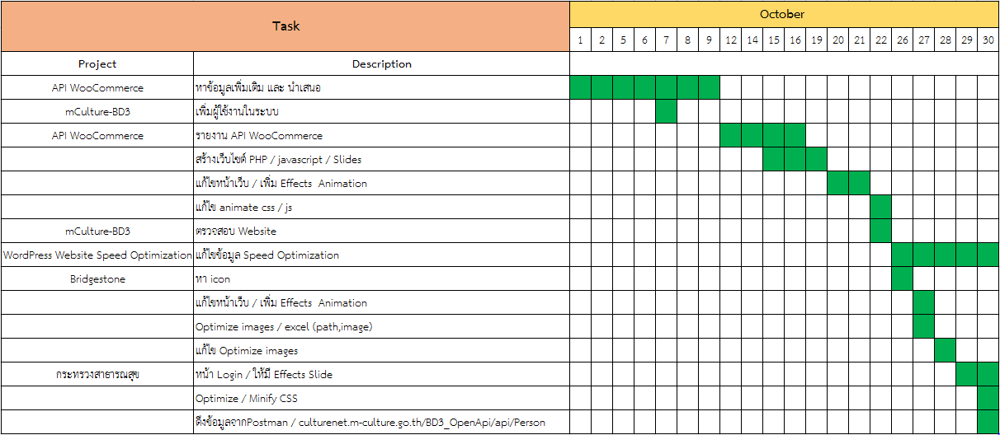 Task
October
1 2 5 6 7 8 9 12 14 15 16 19 20 21 22 26 27 28 29 30
Project Description
API WooCommerce หาข้อมูลเพิ่มเติม และ นำเสนอ
mCulture-BD3 เพิ่มผู้ใช้งานในระบบ
API WooCommerce รายงาน API WooCommerce
สร้างเว็บไซต์ PHP / javascript / Slides
แก้ไขหน้าเว็บ / เพิ่ม Effects Animation
แก้ไข animate css / js
mCulture-BD3 ตรวจสอบ Website
WordPress Website Speed Optimization แก้ไขข้อมูล Speed Optimization
Bridgestone หา icon
แก้ไขหน้าเว็บ / เพิ่ม Effects Animation
Optimize images / excel (path,image)
แก้ไข Optimize images
กระทรวงสาธารณสุข หน้า Login / ให้มี Effects Slide
Optimize / Minify CSS
ดึงข้อมูลจากPostman / culturenet.m-culture.go.th/BD3_OpenApi/api/Person